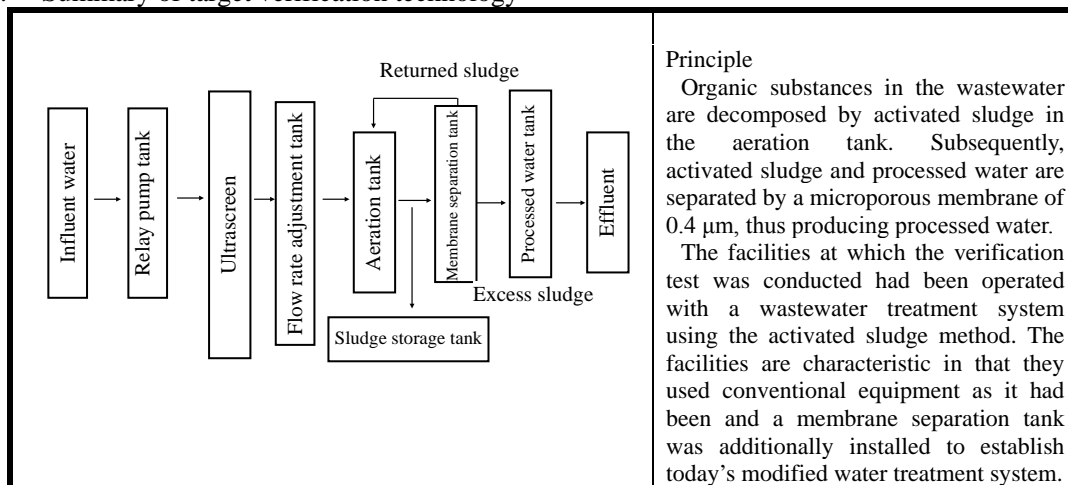 Summary of target verification technology
Returned sludge
Influent water
Relay pump tank
Ultrascreen
Flow rate adjustment tank
Aeration tank
Membrane separation tank
Processed water tank
Effluent
Excess sludge
Sludge storage tank
Principle
Organic substances in the wastewater
are decomposed by activated sludge in
the aeration tank. Subsequently,
activated sludge and processed water are
separated by a microporous membrane of
0.4 μm, thus producing processed water.
The facilities at which the verification
test was conducted had been operated
with a wastewater treatment system
using the activated sludge method. The
facilities are characteristic in that they
used conventional equipment as it had
been and a membrane separation tank
was additionally installed to establish
today's modified water treatment system.